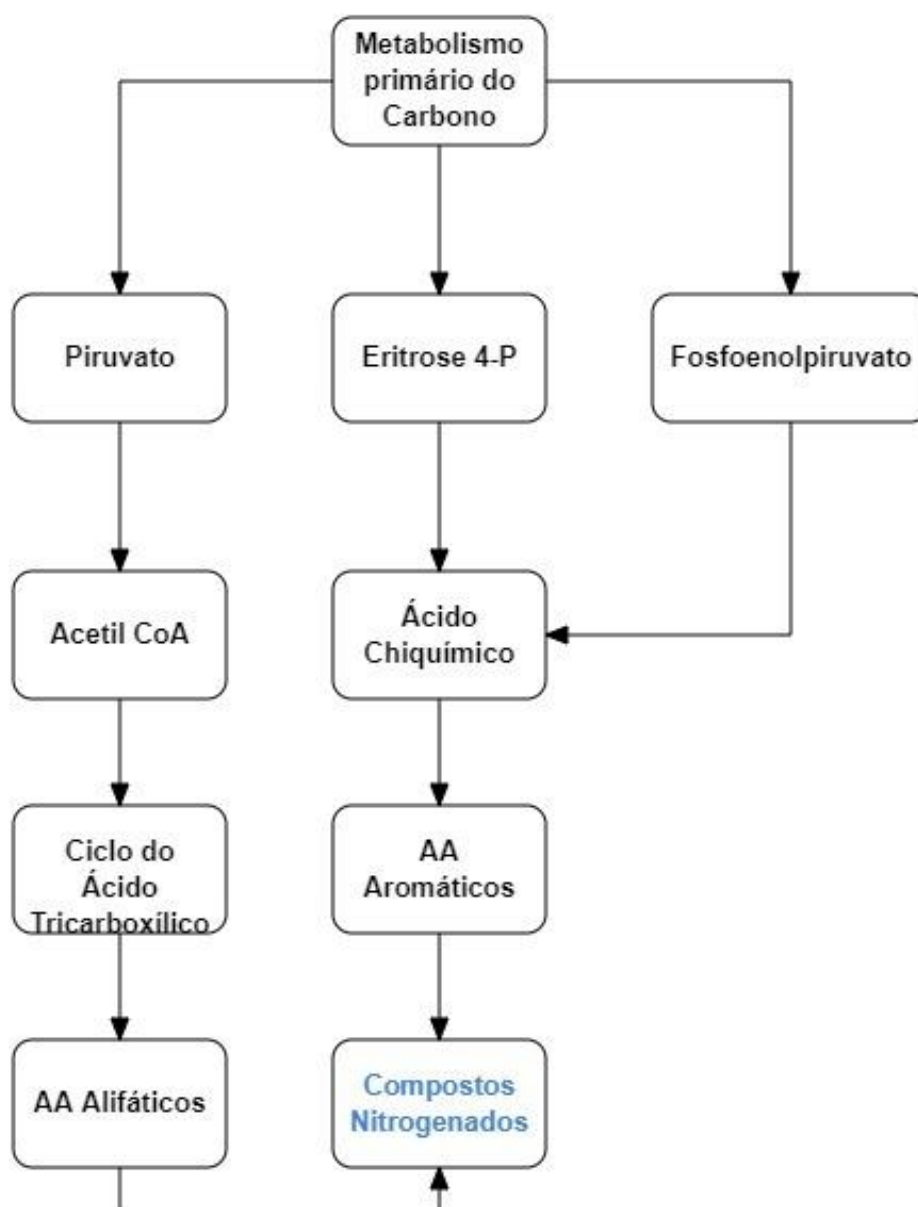 Metabolismo
primário do
Carbono
Piruvato
Eritrose 4-P
Fosfoenolpiruvato
Acetil CoA
Ácido
Chiquímico
Ciclo do
Ácido
Tricarboxílico
AA
Aromáticos
AA Alifáticos
Compostos
Nitrogenados